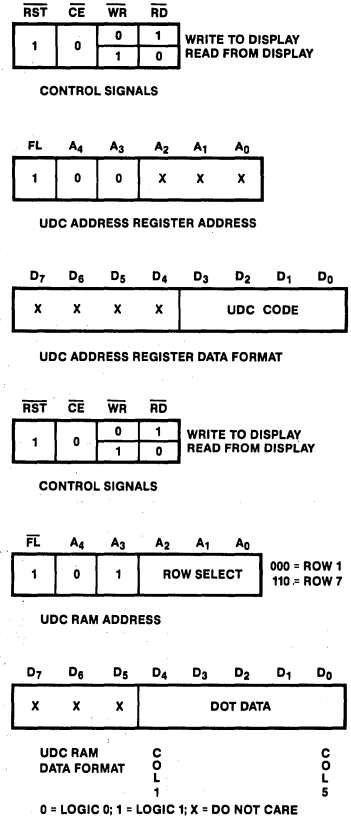 RST CE WR RD
1 0 0 1 WRITE TO DISPLAY
1 0 READ FROM DISPLAY
CONTROL SIGNALS
FL A4 A3 A2 A1 A0
1 0 0 X X X
UDC ADDRESS REGISTER ADDRESS
D7 D6 D5 D4 D3 D2 D1 D0
X X X X UDC CODE
UDC ADDRESS REGISTER DATA FORMAT
RST CE WR RD
1 0 0 1 WRITE TO DISPLAY
1 0 READ FROM DISPLAY
CONTROL SIGNALS
FL A4 A3 A2 A1 A0
1 0 1 ROW SELECT 000 = ROW 1
110 = ROW 7
UDC RAM ADDRESS
D7 D6 D5 D4 D3 D2 D1 D0
X X X DOT DATA
UDC RAM
DATA FORMAT
COL1
COL5
0 = LOGIC 0; 1 = LOGIC 1; X = DO NOT CARE